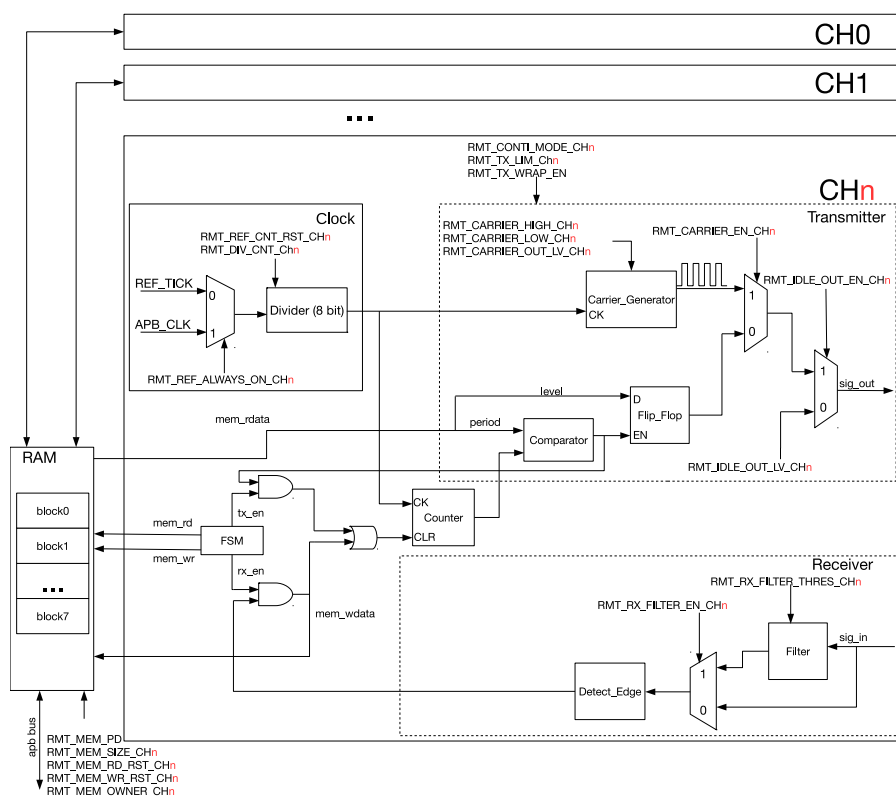 CH0
CH1
...
RMT_CONTI_MODE_CHn
RMT_TX_LIM_Chn
RMT_TX_WRAP_EN
CHn
Clock
Transmitter
RMT_REF_CNT_RST_CHn
RMT_DIV_CNT_Chn
RMT_CARRIER_HIGH_CHn
RMT_CARRIER_LOW_CHn
RMT_CARRIER_OUT_LV_CHn
RMT_CARRIER_EN_CHn
RMT_IDLE_OUT_EN_CHn
REF_TICK
0
Divider (8 bit)
APB_CLK
1
RMT_REF_ALWAYS_ON_CHn
Carrier_Generator
CK
1
0
1
0
sig_out
mem_rdata
level
period
D
Flip_Flop
EN
Comparator
RMT_IDLE_OUT_LV_CHn
RAM
block0
block1
...
block7
mem_rd
mem_wr
tx_en
FSM
rx_en
CK
Counter
CLR
mem_wdata
Receiver
RMT_RX_FILTER_THRES_CHn
RMT_RX_FILTER_EN_CHn
sig_in
Filter
1
0
Detect_Edge
apb bus
RMT_MEM_PD
RMT_MEM_SIZE_CHn
RMT_MEM_RD_RST_CHn
RMT_MEM_WR_RST_CHn
RMT_MEM_OWNER_CHn